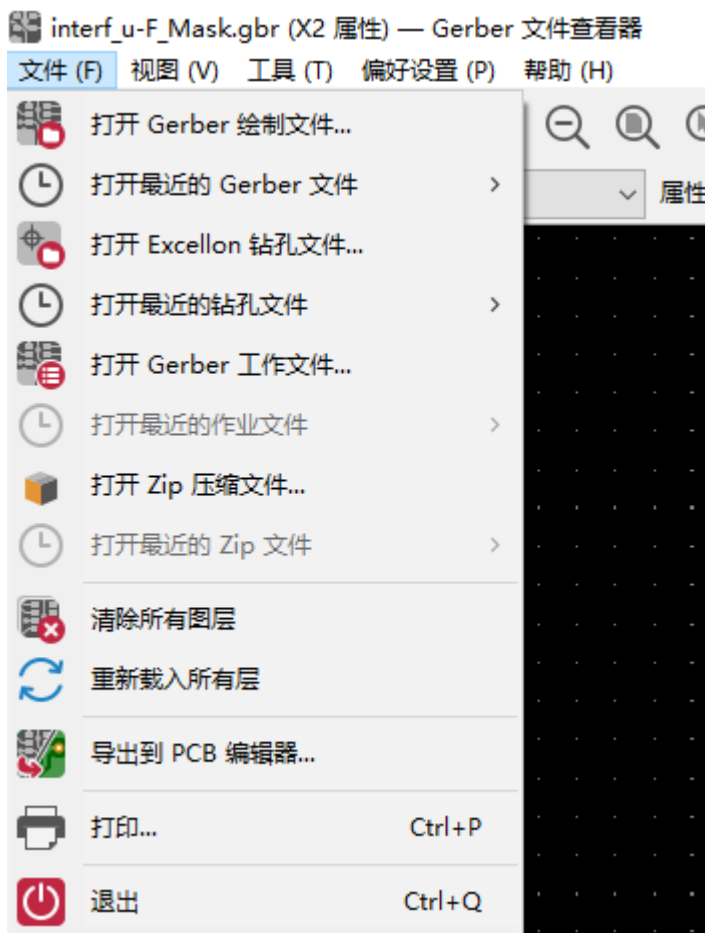 interf_u-F_Mask.gbr (X2 属性) — Gerber 文件查看器
文件 (F) 视图 (V) 工具 (T) 偏好设置 (P) 帮助 (H)
打开 Gerber 绘制文件...
打开最近的 Gerber 文件
属性
打开 Excellon 钻孔文件...
打开最近的钻孔文件
打开 Gerber 工作文件...
打开最近的作业文件
打开 Zip 压缩文件...
打开最近的 Zip 文件
清除所有图层
重新载入所有层
导出到 PCB 编辑器...
打印... Ctrl+P
退出 Ctrl+Q